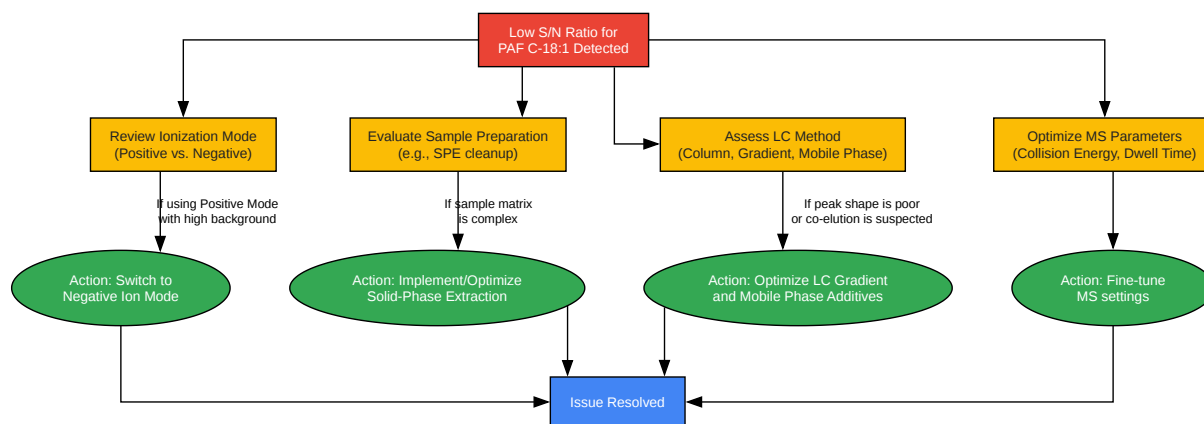 Low S/N Ratio for
PAF C-18:1 Detected
Review Ionization Mode
(Positive vs. Negative)
Evaluate Sample Preparation
(e.g., SPE cleanup)
Assess LC Method
(Column, Gradient, Mobile Phase)
Optimize MS Parameters
(Collision Energy, Dwell Time)
If using Positive Mode
with high background
If sample matrix
is complex
If peak shape is poor
or co-elution is suspected
Action: Switch to
Negative Ion Mode
Action: Implement/Optimize
Solid-Phase Extraction
Action: Optimize LC Gradient
and Mobile Phase Additives
Action: Fine-tune
MS settings
Issue Resolved